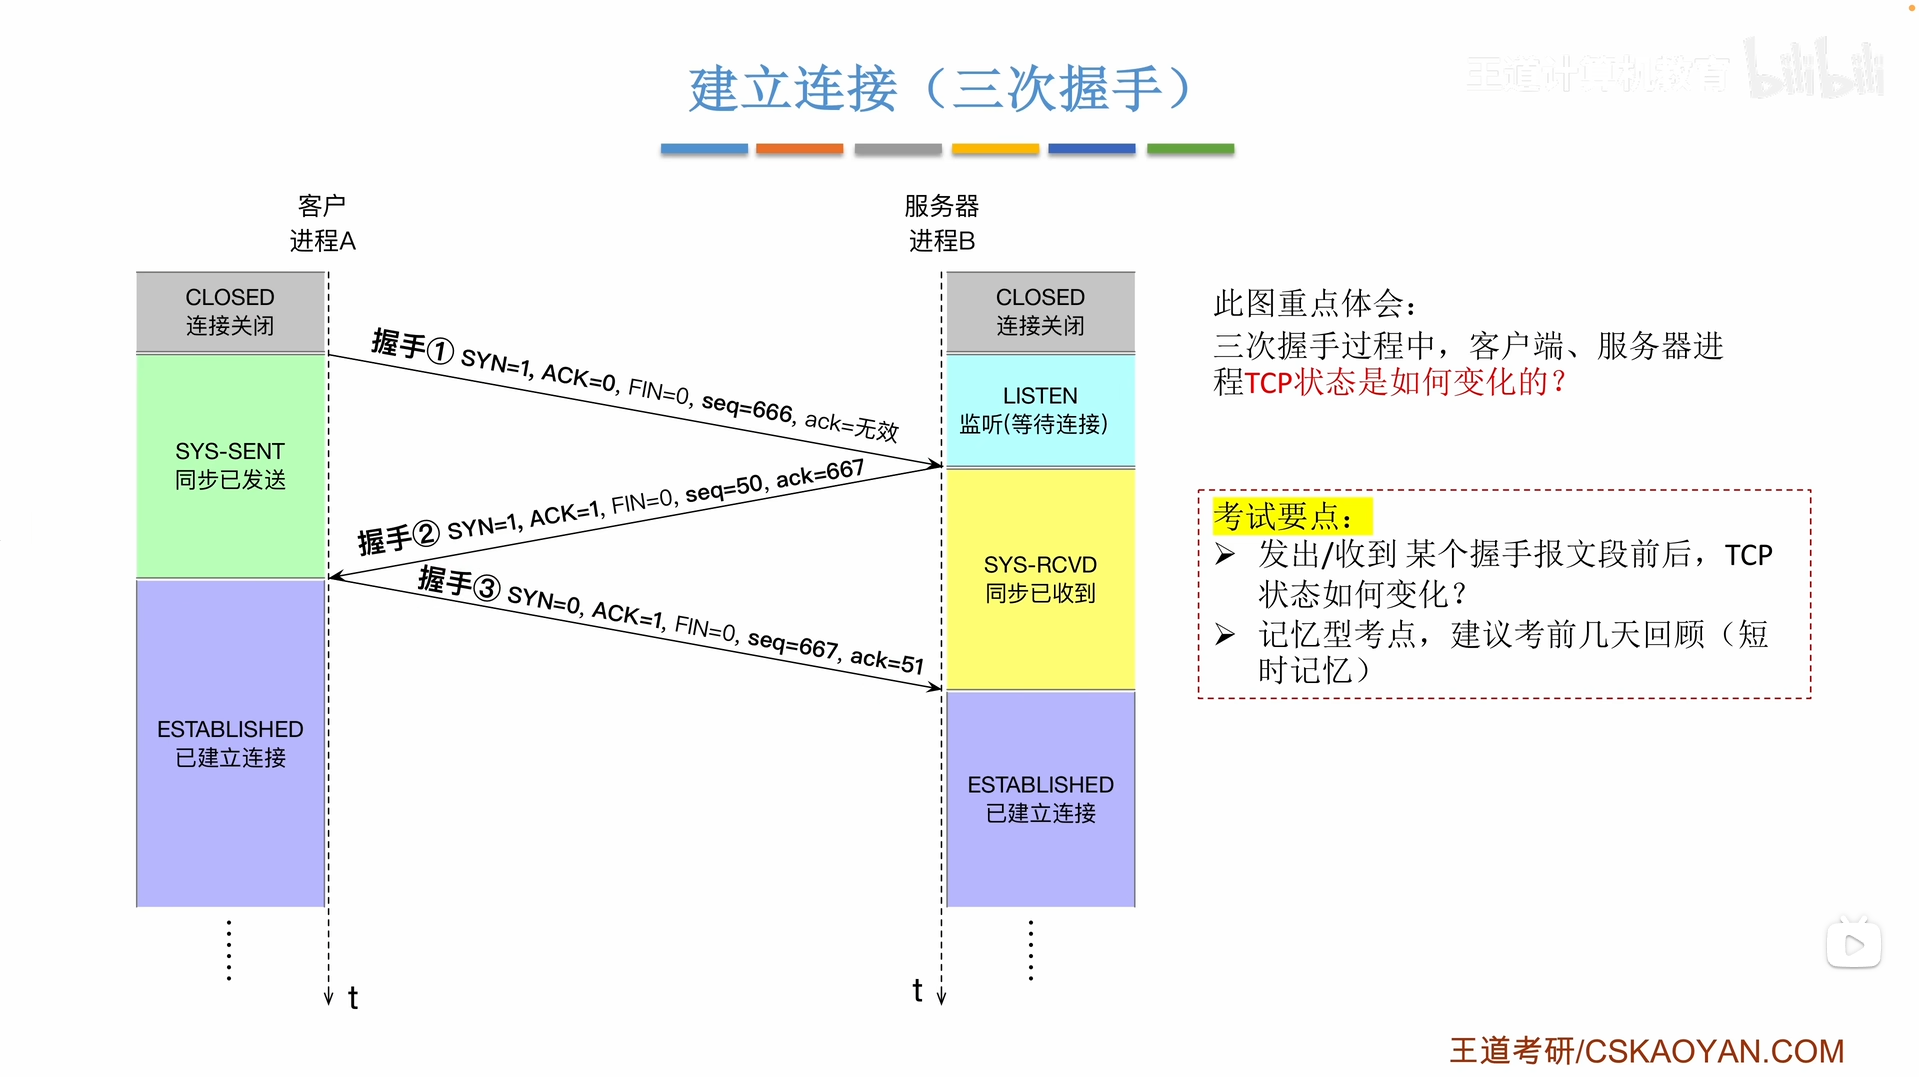 建立连接（三次握手）
王道计算机教育 bilibili
客户
进程A
服务器
进程B
CLOSED
连接关闭
SYS-SENT
同步已发送
ESTABLISHED
已建立连接
握手① SYN=1, ACK=0, FIN=0, seq=666, ack=无效
握手② SYN=1, ACK=1, FIN=0, seq=50, ack=667
握手③ SYN=0, ACK=1, FIN=0, seq=667, ack=51
CLOSED
连接关闭
LISTEN
监听(等待连接)
SYS-RCVD
同步已收到
ESTABLISHED
已建立连接
t
t
此图重点体会：
三次握手过程中，客户端、服务器进
程TCP状态是如何变化的？
考试要点：
➢ 发出/收到 某个握手报文段前后，TCP
状态如何变化？
➢ 记忆型考点，建议考前几天回顾（短
时记忆）
王道考研/CSKAOYAN.COM